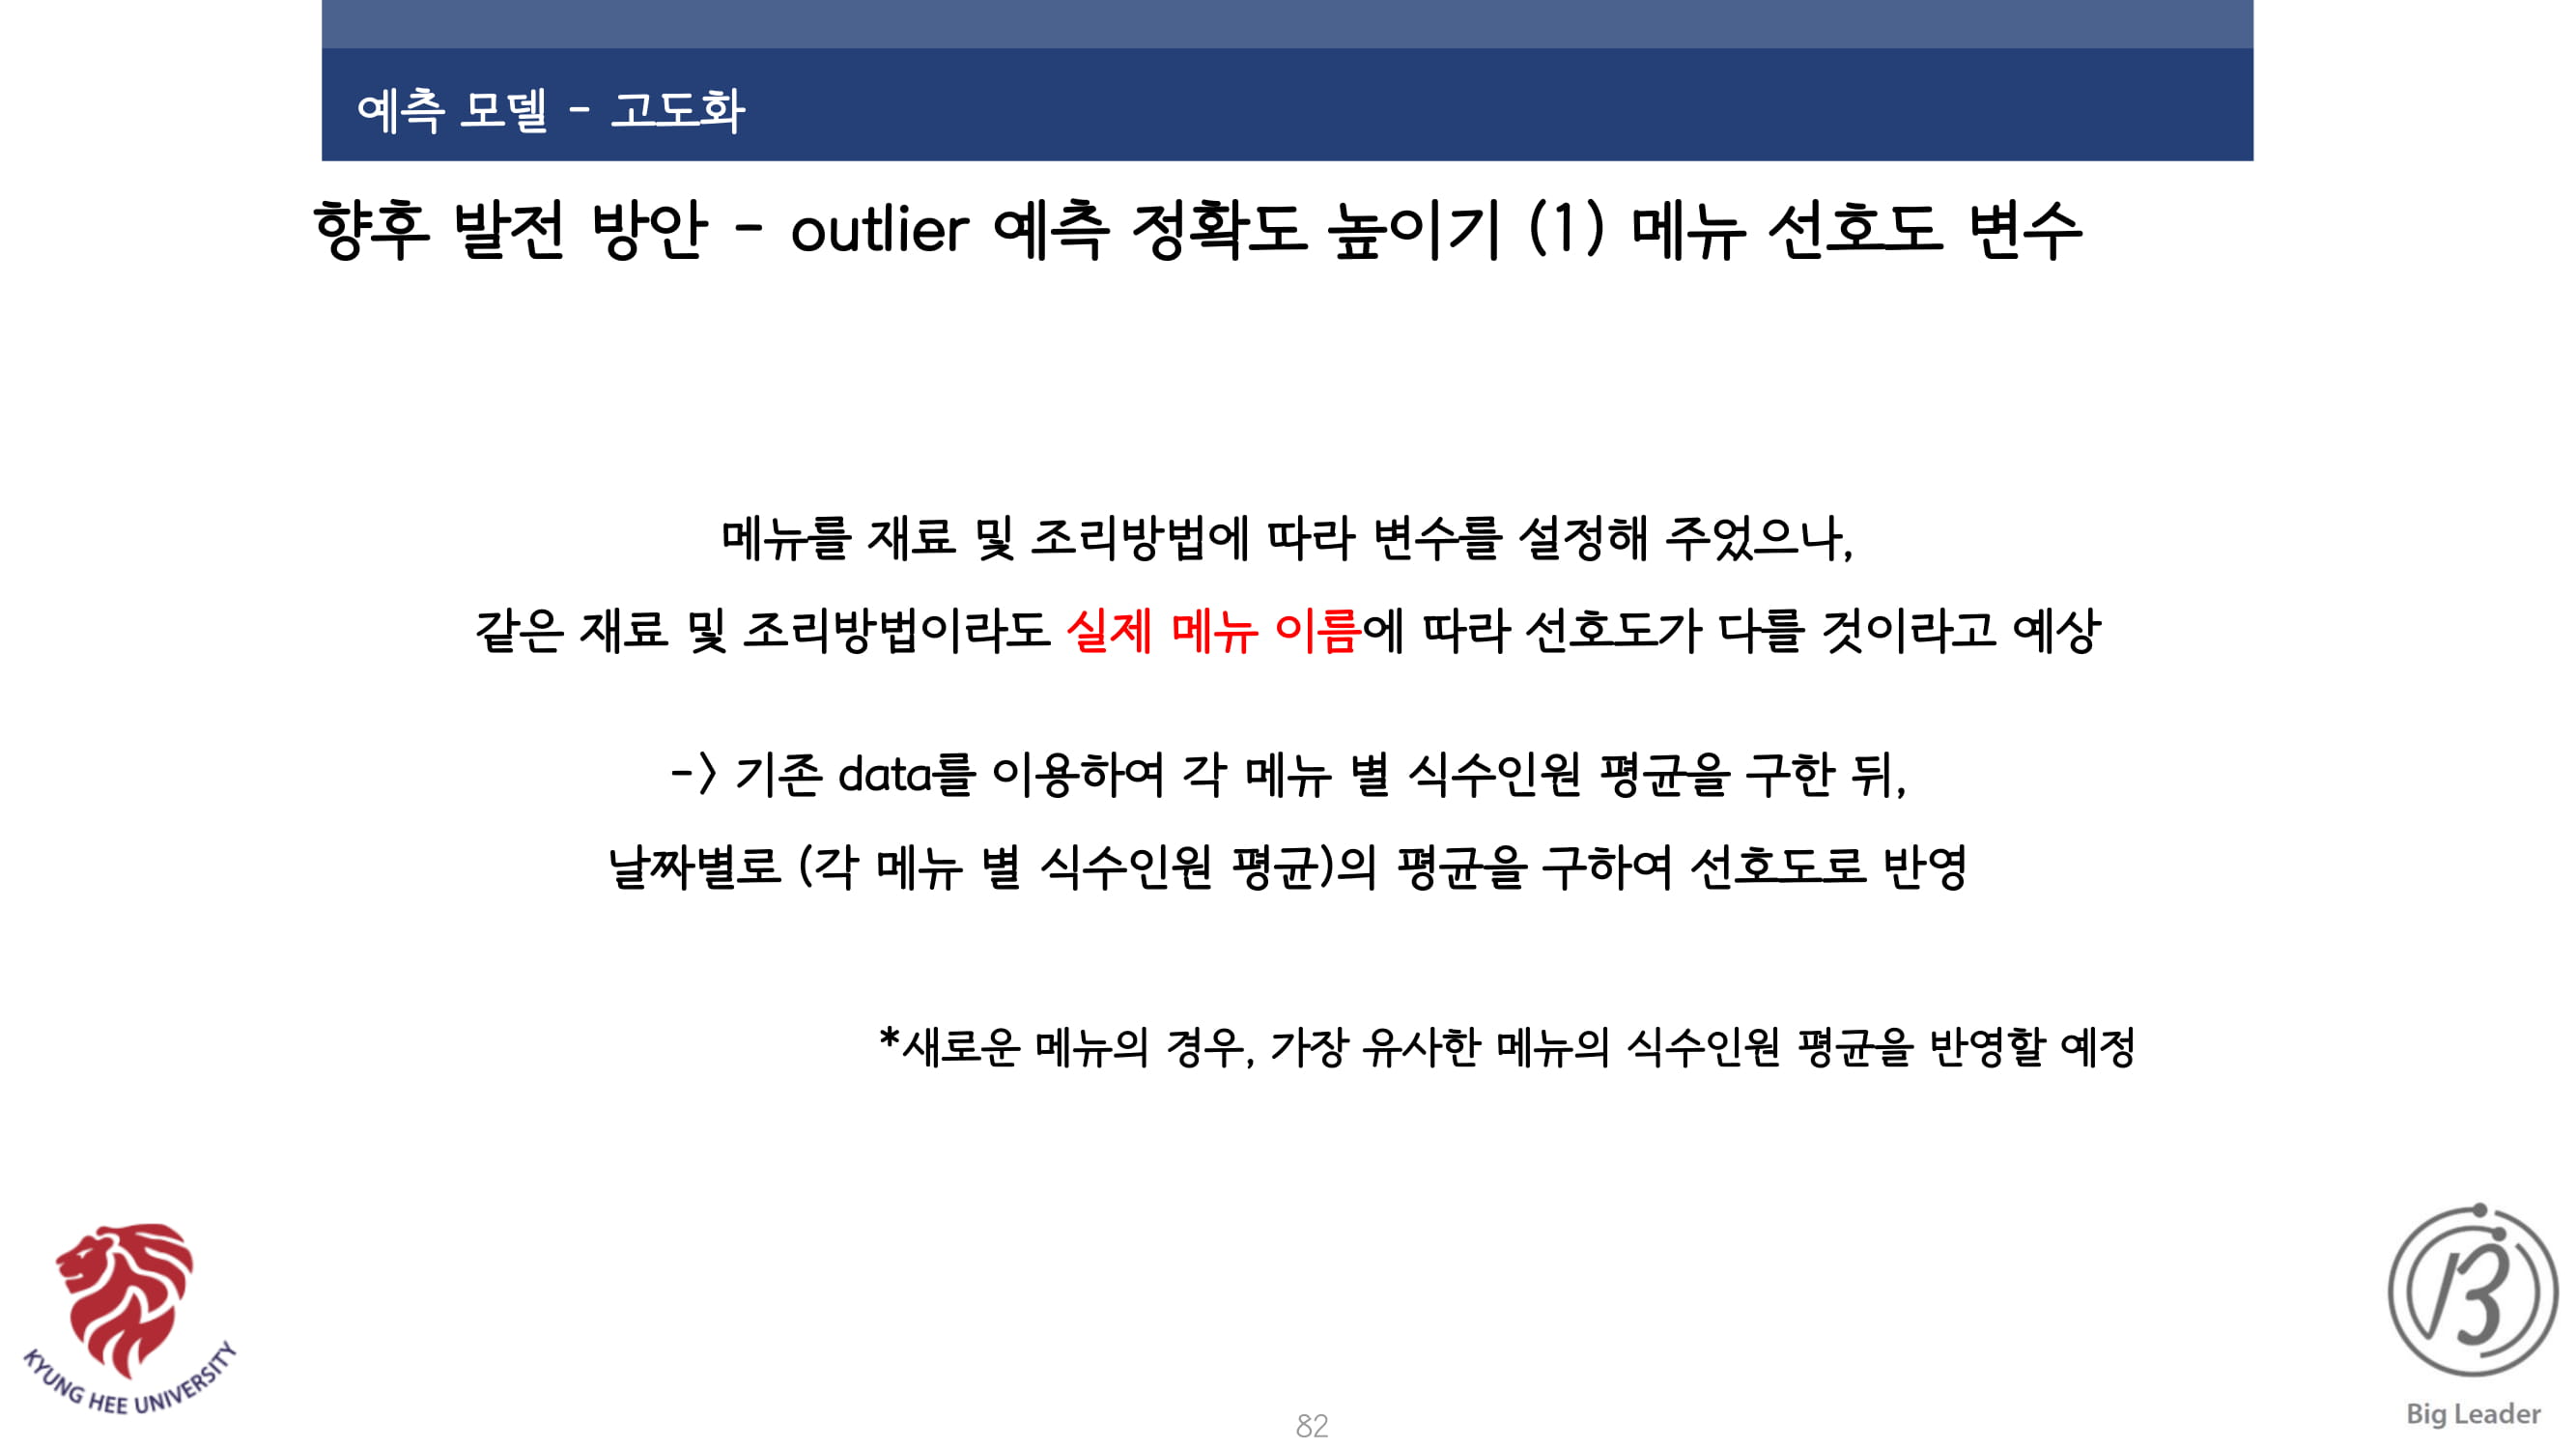 예측 모델 - 고도화
향후 발전 방안 - outlier 예측 정확도 높이기 (1) 메뉴 선호도 변수
메뉴를 재료 및 조리방법에 따라 변수를 설정해 주었으나,
같은 재료 및 조리방법이라도 실제 메뉴 이름에 따라 선호도가 다를 것이라고 예상
-> 기존 data를 이용하여 각 메뉴 별 식수인원 평균을 구한 뒤,
날짜별로 (각 메뉴 별 식수인원 평균)의 평균을 구하여 선호도로 반영
*새로운 메뉴의 경우, 가장 유사한 메뉴의 식수인원 평균을 반영할 예정
KYUNG HEE UNIVERSITY
Big Leader
82